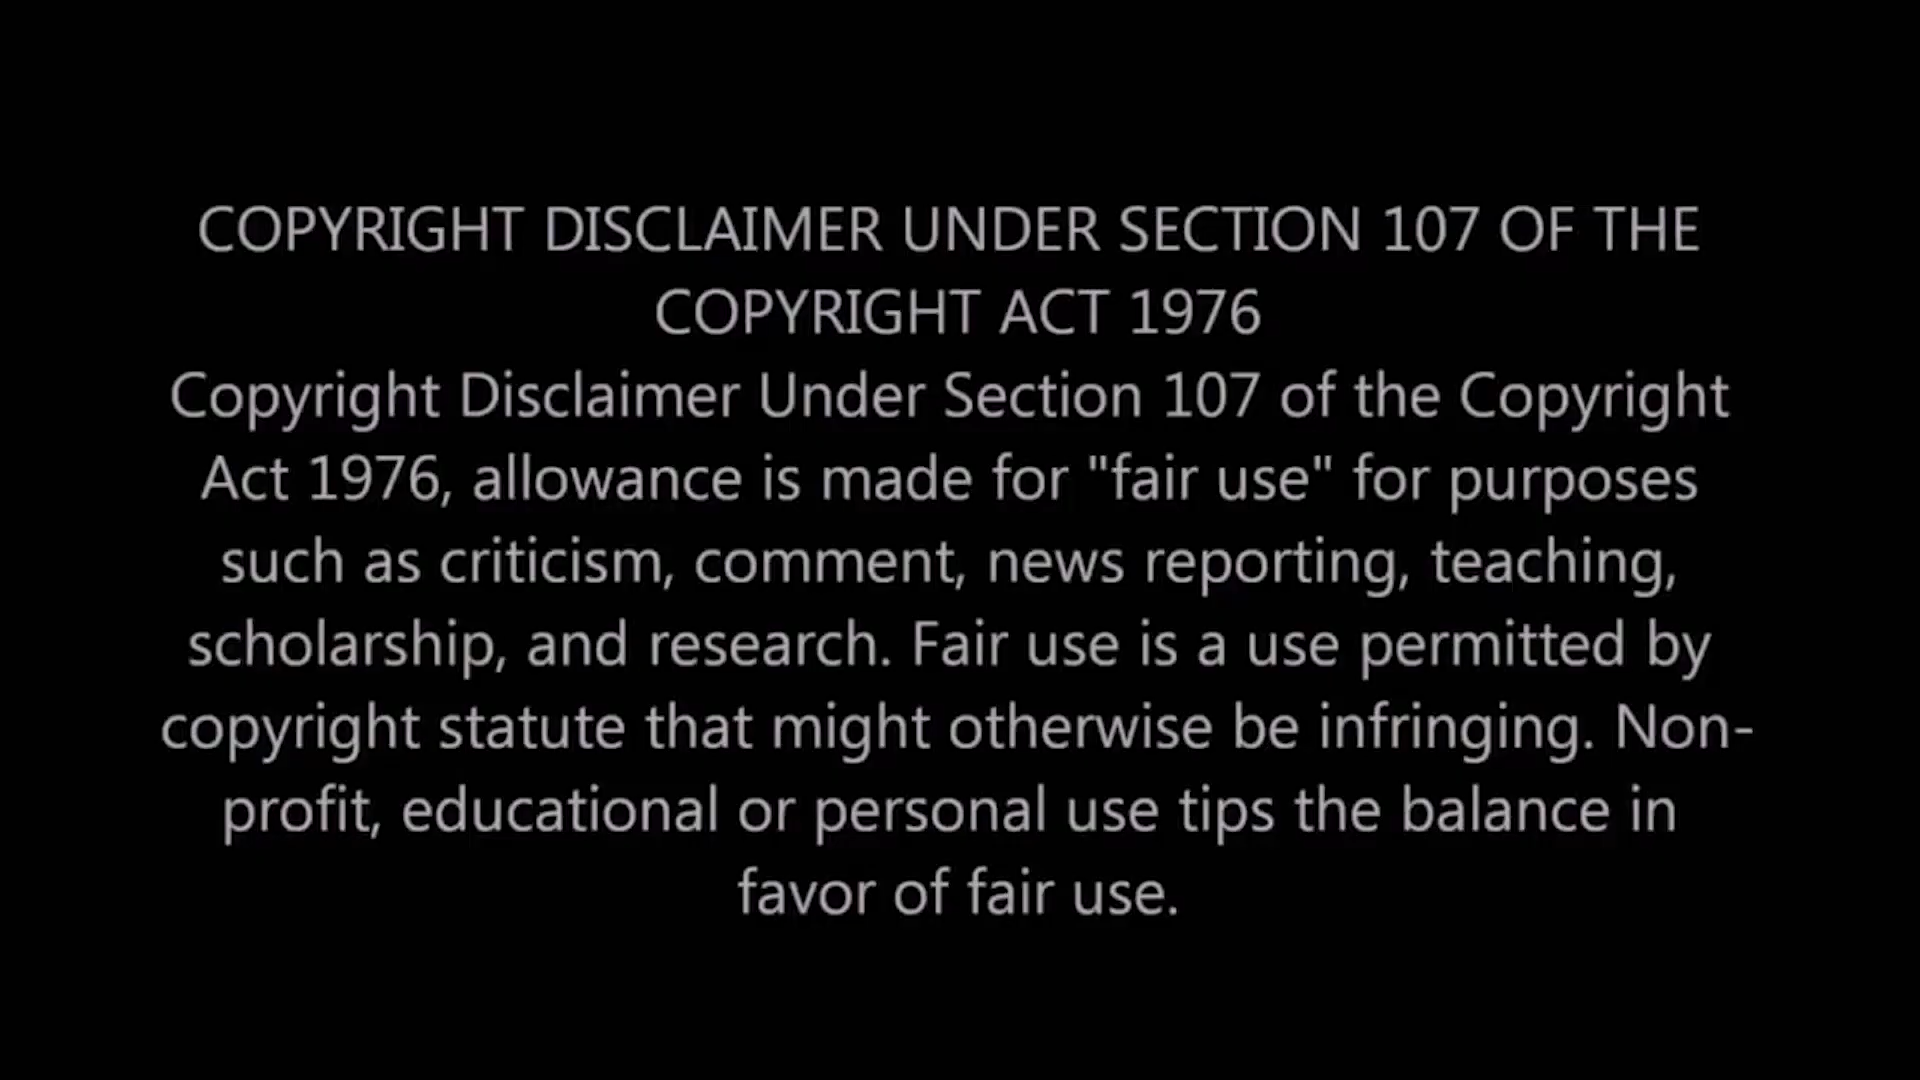 COPYRIGHT DISCLAIMER UNDER SECTION 107 OF THE
COPYRIGHT ACT 1976
Copyright Disclaimer Under Section 107 of the Copyright
Act 1976, allowance is made for "fair use" for purposes
such as criticism, comment, news reporting, teaching,
scholarship, and research. Fair use is a use permitted by
copyright statute that might otherwise be infringing. Non-
profit, educational or personal use tips the balance in
favor of fair use.